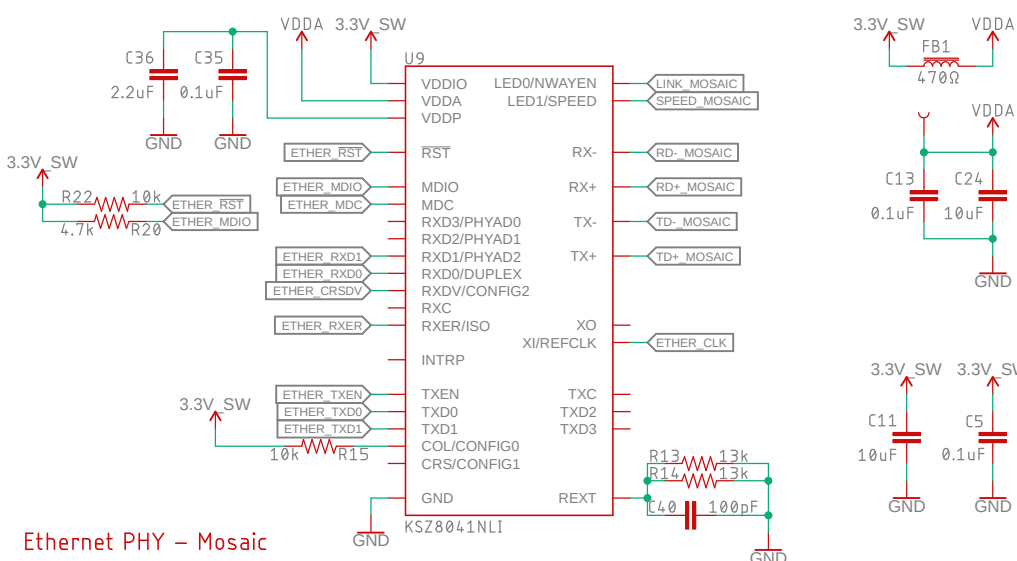 VDDA 3.3V_SW
C36 C35
2.2uF 0.1uF
GND GND
3.3V_SW
R22 10k ETHER_RST
4.7k R20 ETHER_MDIO
U9
VDDIO LED0/NWAYEN LINK_MOSAIC
VDDA LED1/SPEED SPEED_MOSAIC
VDDP
ETHER_RST RST RX- RD-_MOSAIC
ETHER_MDIO MDIO RX+ RD+_MOSAIC
ETHER_MDC MDC
RXD3/PHYAD0 TX- TD-_MOSAIC
RXD2/PHYAD1
ETHER_RXD1 RXD1/PHYAD2 TX+ TD+_MOSAIC
ETHER_RXD0 RXD0/DUPLEX
ETHER_CRSDV RXDV/CONFIG2
RXC
ETHER_RXER RXER/ISO XO
XI/REFCLK ETHER_CLK
INTRP
ETHER_TXEN TXEN TXC
ETHER_TXD0 TXD0 TXD2
ETHER_TXD1 TXD1 TXD3
3.3V_SW
10k R15 COL/CONFIG0
CRS/CONFIG1
GND REXT
GND
KSZ8041NLI
R13 13k
R14 13k
C40 100pF
GND
3.3V_SW VDDA
FB1
470Ω
VDDA
C13 C24
0.1uF 10uF
GND
3.3V_SW 3.3V_SW
C11 C5
10uF 0.1uF
GND GND
Ethernet PHY – Mosaic